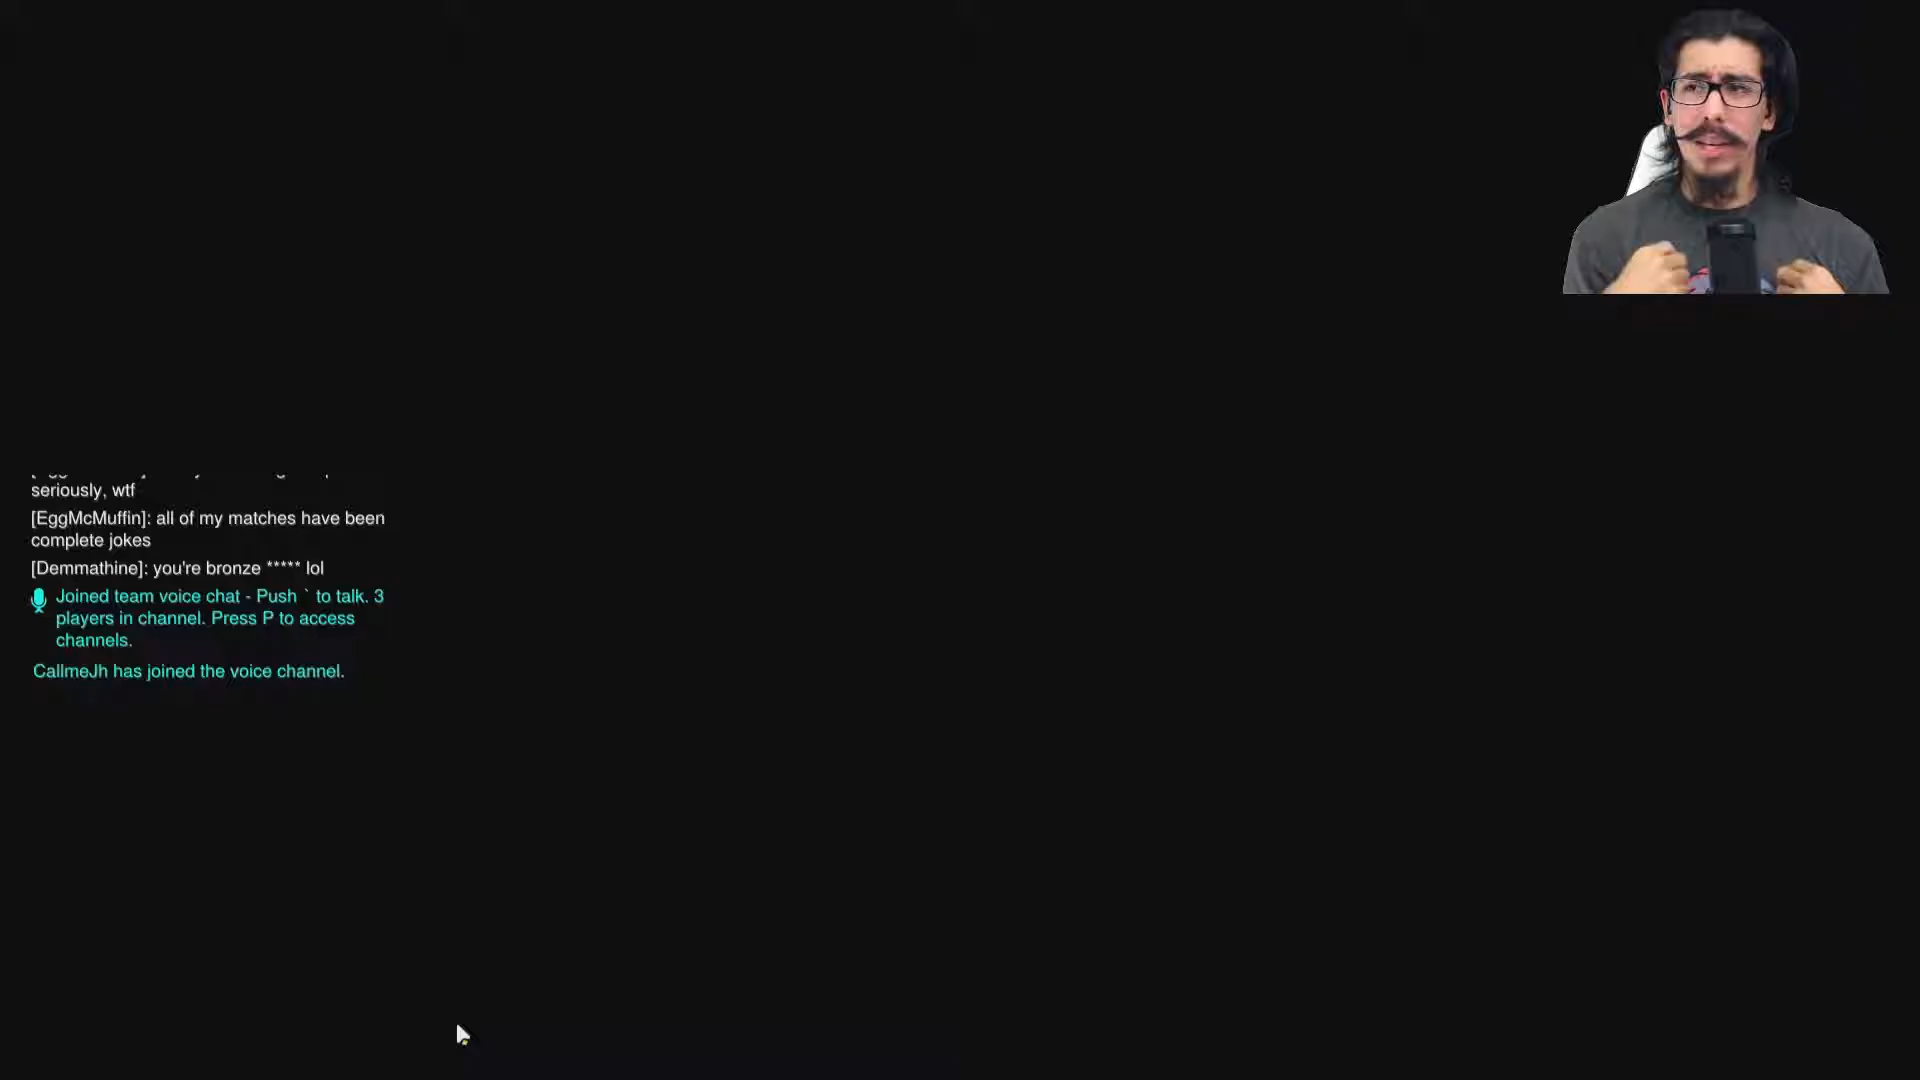 seriously, wtf
[EggMcMuffin]: all of my matches have been
complete jokes
[Demmathine]: you're bronze ***** lol
Joined team voice chat - Push ` to talk. 3
players in channel. Press P to access
channels.
CallmeJh has joined the voice channel.